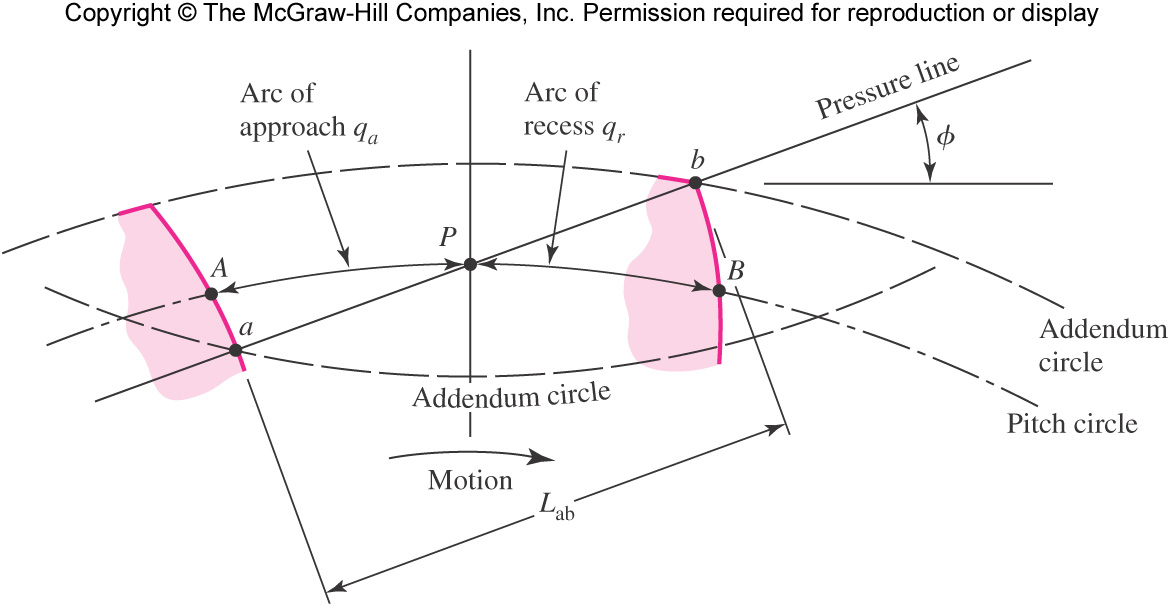 Copyright © The McGraw-Hill Companies, Inc. Permission required for reproduction or display
Pressure line
Arc of
approach qₐ
Arc of
recess qᵣ
ϕ
b
P
A
B
a
Addendum
circle
Addendum circle
Pitch circle
Motion
Lab